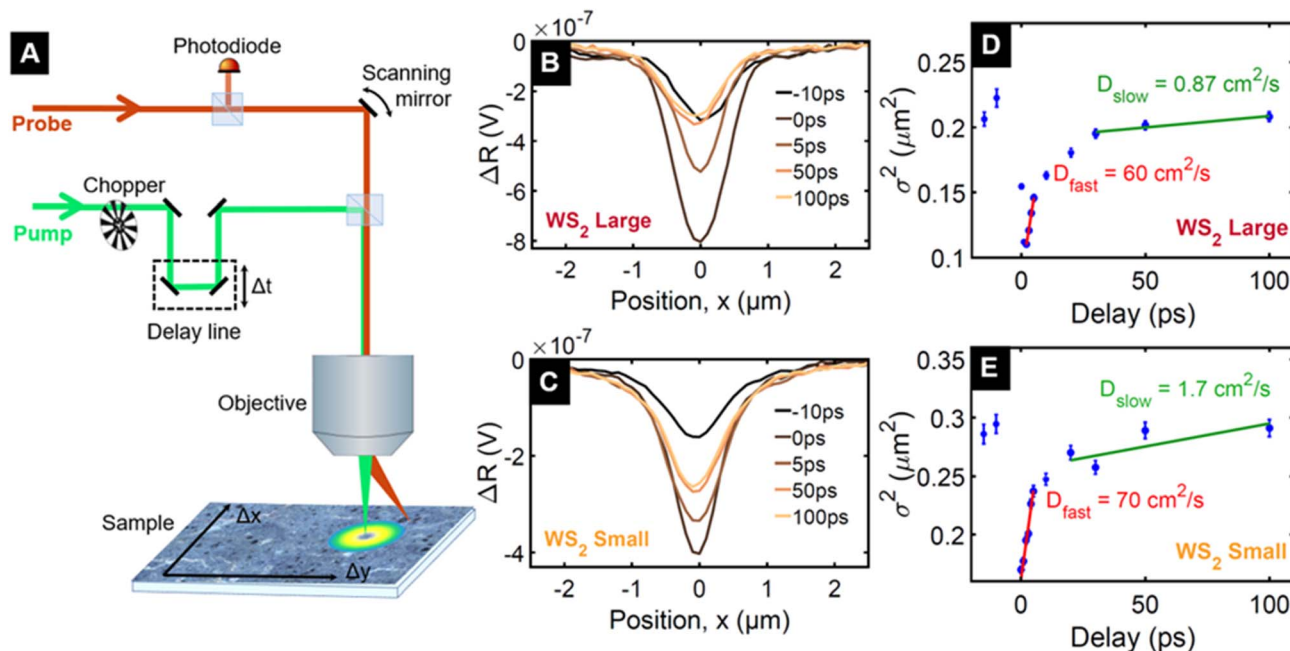 A
Photodiode
Scanning
mirror
Probe
Chopper
Pump
Δt
Delay line
Objective
Sample
Δx
Δy
×10⁻⁷
B
0
-2
-4
-6
-8
ΔR (V)
-10ps
0ps
5ps
50ps
100ps
WS₂ Large
-2 -1 0 1 2
Position, x (µm)
×10⁻⁷
C
0
-2
-4
ΔR (V)
-10ps
0ps
5ps
50ps
100ps
WS₂ Small
-2 -1 0 1 2
Position, x (µm)
D
0.25
0.2
0.15
0.1
σ² (µm²)
D_slow = 0.87 cm²/s
D_fast = 60 cm²/s
WS₂ Large
0 50 100
Delay (ps)
E
0.35
0.3
0.25
0.2
σ² (µm²)
D_slow = 1.7 cm²/s
D_fast = 70 cm²/s
WS₂ Small
0 50 100
Delay (ps)